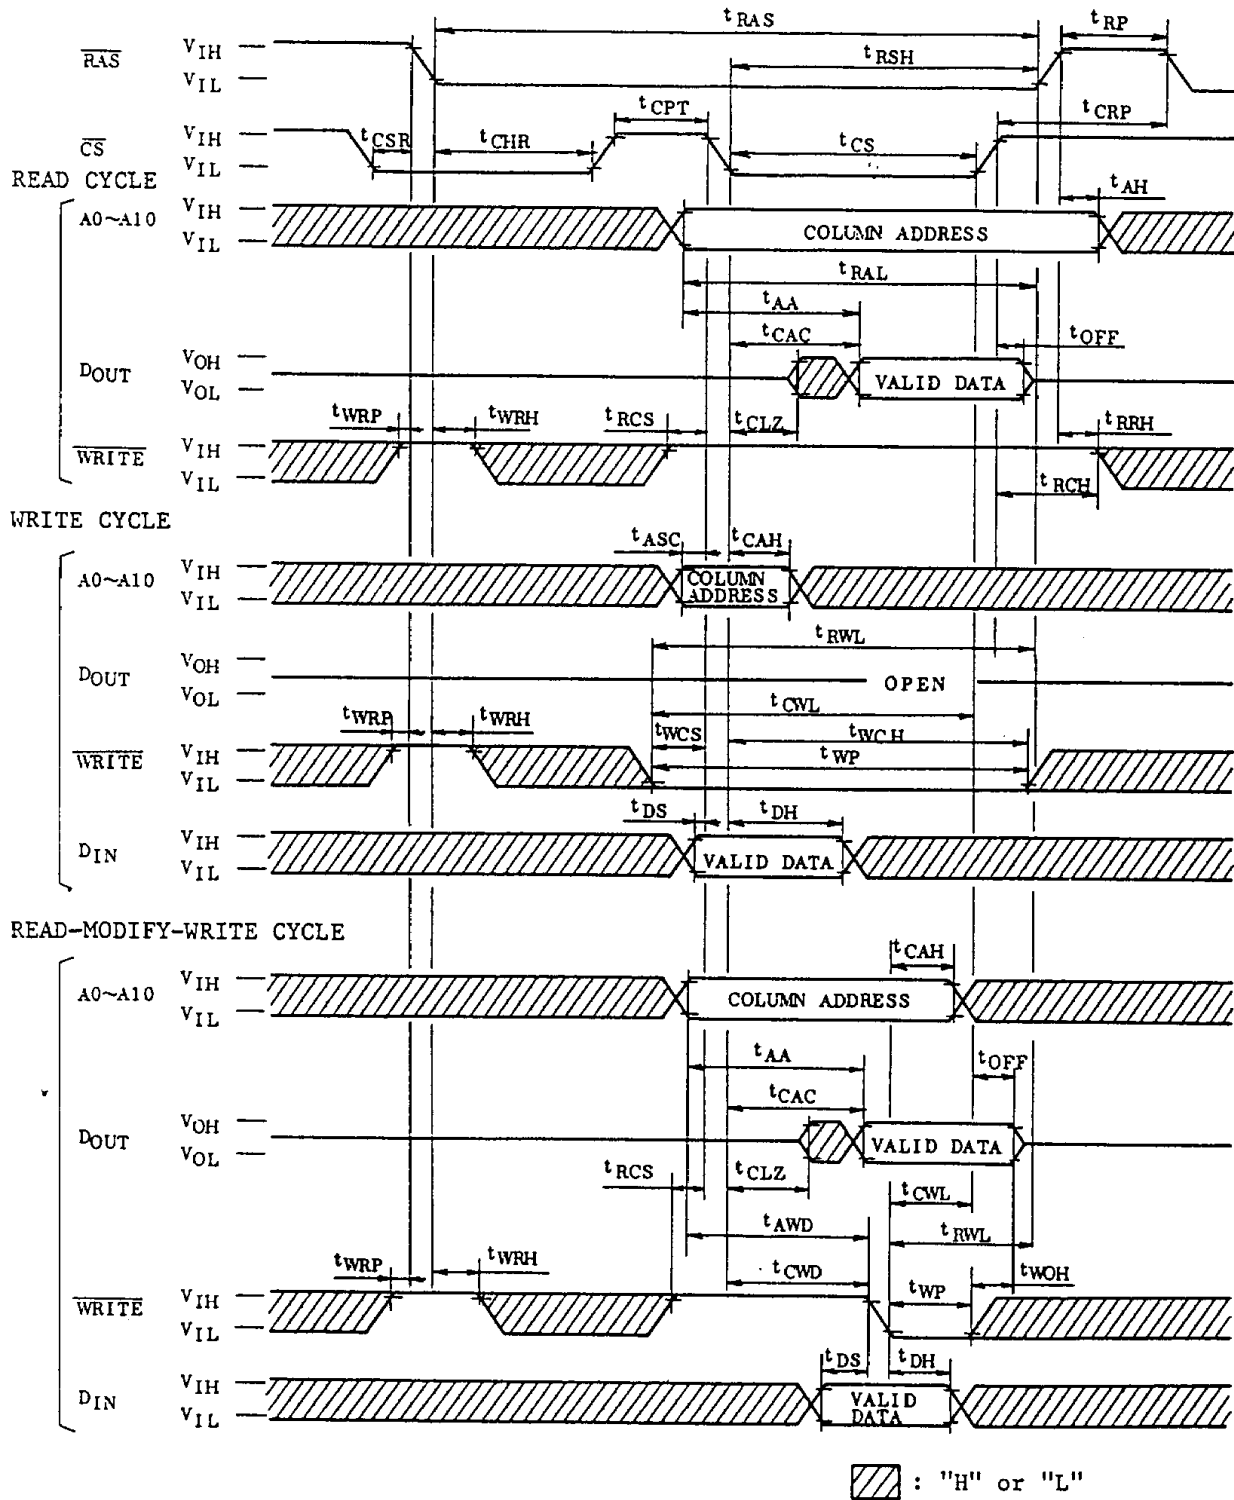 tRAS tRP
RAS VIH
VIL
tRSH
tCPT tCRP
CS VIH
VIL
tCSR tCHR tCS
READ CYCLE
tAH
A0~A10 VIH
VIL
COLUMN ADDRESS
tRAL
tAA
tCAC tOFF
DOUT VOH
VOL
VALID DATA
tWRP tWRH tRCS tCLZ tRRH
WRITE VIH
VIL
tRCH
WRITE CYCLE
tASC tCAH
A0~A10 VIH
VIL
COLUMN
ADDRESS
tRWL
DOUT VOH
VOL
OPEN
tCWL
tWRP tWRH tWCS tWCH
WRITE VIH
VIL
tWP
tDS tDH
DIN VIH
VIL
VALID DATA
READ-MODIFY-WRITE CYCLE
tCAH
A0~A10 VIH
VIL
COLUMN ADDRESS
tAA tOFF
tCAC
DOUT VOH
VOL
VALID DATA
tRCS tCLZ tCWL
tAWD tRWL
tWRP tWRH tCWD tWP tWOH
WRITE VIH
VIL
tDS tDH
DIN VIH
VIL
VALID
DATA
: "H" or "L"